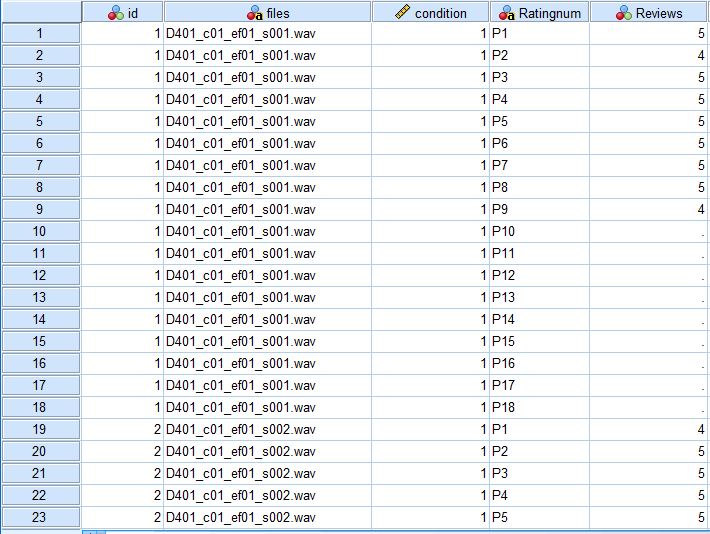 id files condition Ratingnum Reviews
1 1 D401_c01_ef01_s001.wav 1 P1 5
2 1 D401_c01_ef01_s001.wav 1 P2 4
3 1 D401_c01_ef01_s001.wav 1 P3 5
4 1 D401_c01_ef01_s001.wav 1 P4 5
5 1 D401_c01_ef01_s001.wav 1 P5 5
6 1 D401_c01_ef01_s001.wav 1 P6 5
7 1 D401_c01_ef01_s001.wav 1 P7 5
8 1 D401_c01_ef01_s001.wav 1 P8 5
9 1 D401_c01_ef01_s001.wav 1 P9 4
10 1 D401_c01_ef01_s001.wav 1 P10 .
11 1 D401_c01_ef01_s001.wav 1 P11 .
12 1 D401_c01_ef01_s001.wav 1 P12 .
13 1 D401_c01_ef01_s001.wav 1 P13 .
14 1 D401_c01_ef01_s001.wav 1 P14 .
15 1 D401_c01_ef01_s001.wav 1 P15 .
16 1 D401_c01_ef01_s001.wav 1 P16 .
17 1 D401_c01_ef01_s001.wav 1 P17 .
18 1 D401_c01_ef01_s001.wav 1 P18 .
19 2 D401_c01_ef01_s002.wav 1 P1 4
20 2 D401_c01_ef01_s002.wav 1 P2 5
21 2 D401_c01_ef01_s002.wav 1 P3 5
22 2 D401_c01_ef01_s002.wav 1 P4 5
23 2 D401_c01_ef01_s002.wav 1 P5 5